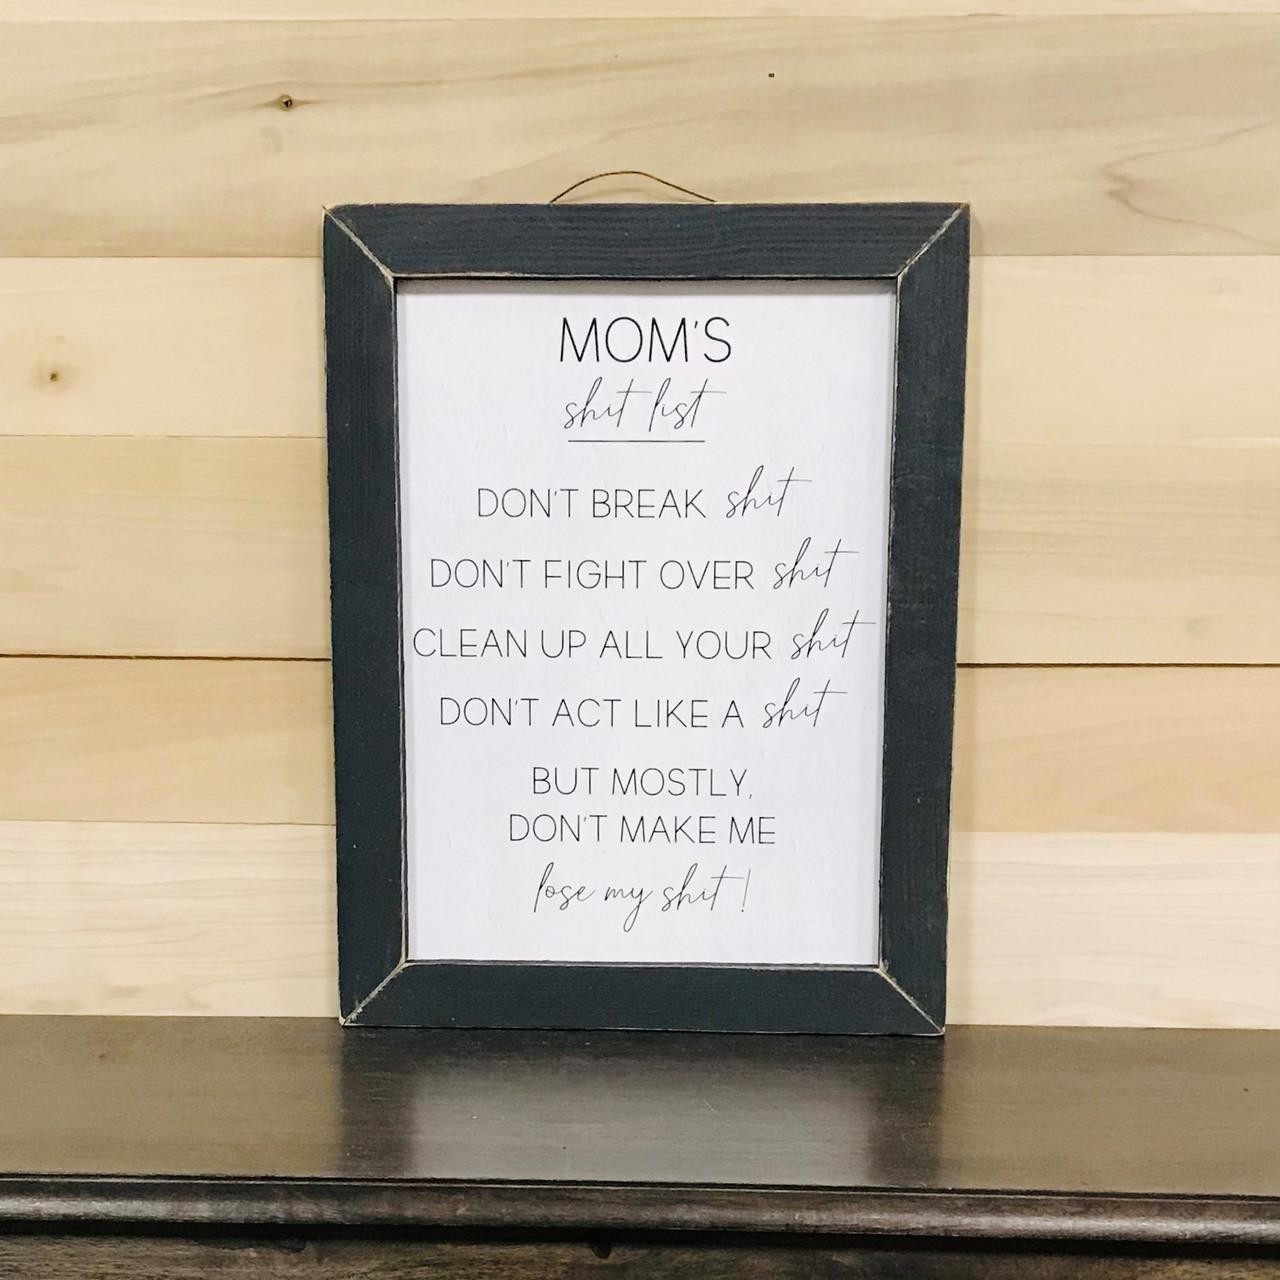 MOM'S
shit list
DON'T BREAK shit
DON'T FIGHT OVER shit
CLEAN UP ALL YOUR shit
DON'T ACT LIKE A shit
BUT MOSTLY,
DON'T MAKE ME
lose my shit!